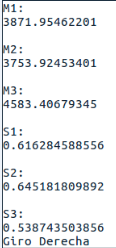 M1:
3871.95462201
M2:
3753.92453401
M3:
4583.40679345
S1:
0.616284588556
S2:
0.645181809892
S3:
0.538743503856
Giro Derecha